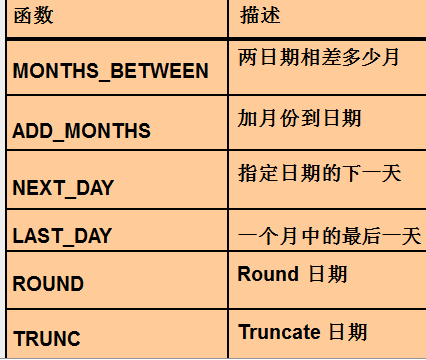 函数 描述
MONTHS_BETWEEN 两日期相差多少月
ADD_MONTHS 加月份到日期
NEXT_DAY 指定日期的下一天
LAST_DAY 一个月中的最后一天
ROUND Round 日期
TRUNC Truncate 日期